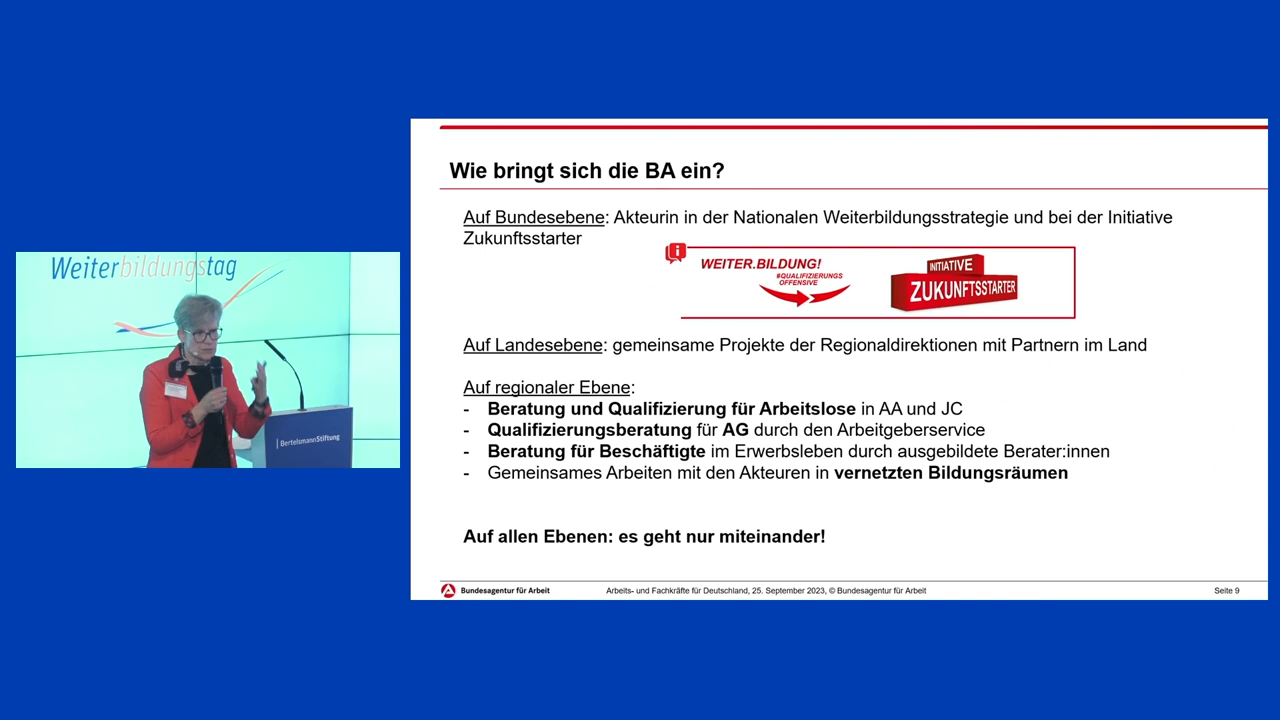 Weiterbildungstag
BertelsmannStiftung
Wie bringt sich die BA ein?
Auf Bundesebene: Akteurin in der Nationalen Weiterbildungsstrategie und bei der Initiative
Zukunftsstarter
WEITER.BILDUNG!
#QUALIFIZIERUNGS
OFFENSIVE
INITIATIVE
ZUKUNFTSSTARTER
Auf Landesebene: gemeinsame Projekte der Regionaldirektionen mit Partnern im Land
Auf regionaler Ebene:
- Beratung und Qualifizierung für Arbeitslose in AA und JC
- Qualifizierungsberatung für AG durch den Arbeitgeberservice
- Beratung für Beschäftigte im Erwerbsleben durch ausgebildete Berater:innen
- Gemeinsames Arbeiten mit den Akteuren in vernetzten Bildungsräumen
Auf allen Ebenen: es geht nur miteinander!
Bundesagentur für Arbeit
Arbeits- und Fachkräfte für Deutschland, 25. September 2023, © Bundesagentur für Arbeit
Seite 9